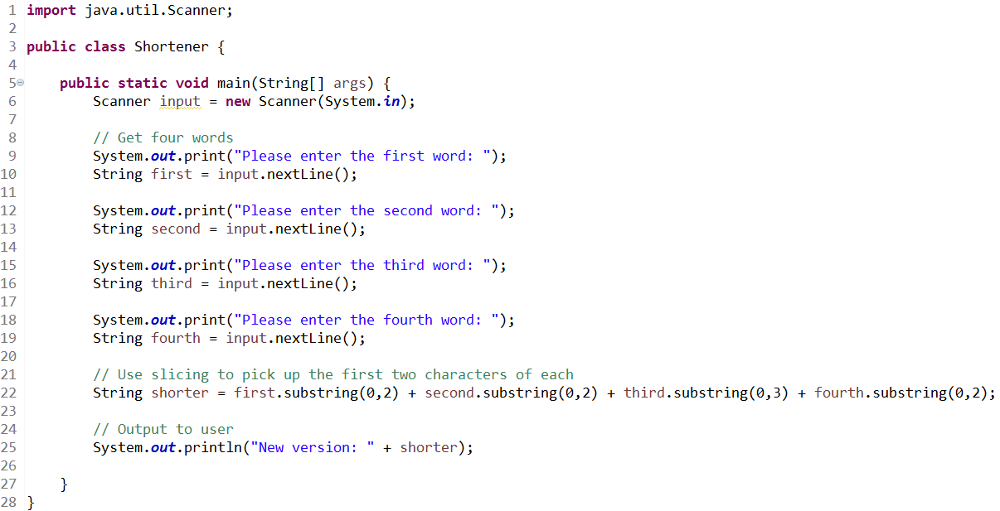 1 import java.util.Scanner;
2
3 public class Shortener {
4
5     public static void main(String[] args) {
6         Scanner input = new Scanner(System.in);
7
8         // Get four words
9         System.out.print("Please enter the first word: ");
10         String first = input.nextLine();
11
12         System.out.print("Please enter the second word: ");
13         String second = input.nextLine();
14
15         System.out.print("Please enter the third word: ");
16         String third = input.nextLine();
17
18         System.out.print("Please enter the fourth word: ");
19         String fourth = input.nextLine();
20
21         // Use slicing to pick up the first two characters of each
22         String shorter = first.substring(0,2) + second.substring(0,2) + third.substring(0,3) + fourth.substring(0,2);
23
24         // Output to user
25         System.out.println("New version: " + shorter);
26
27     }
28 }